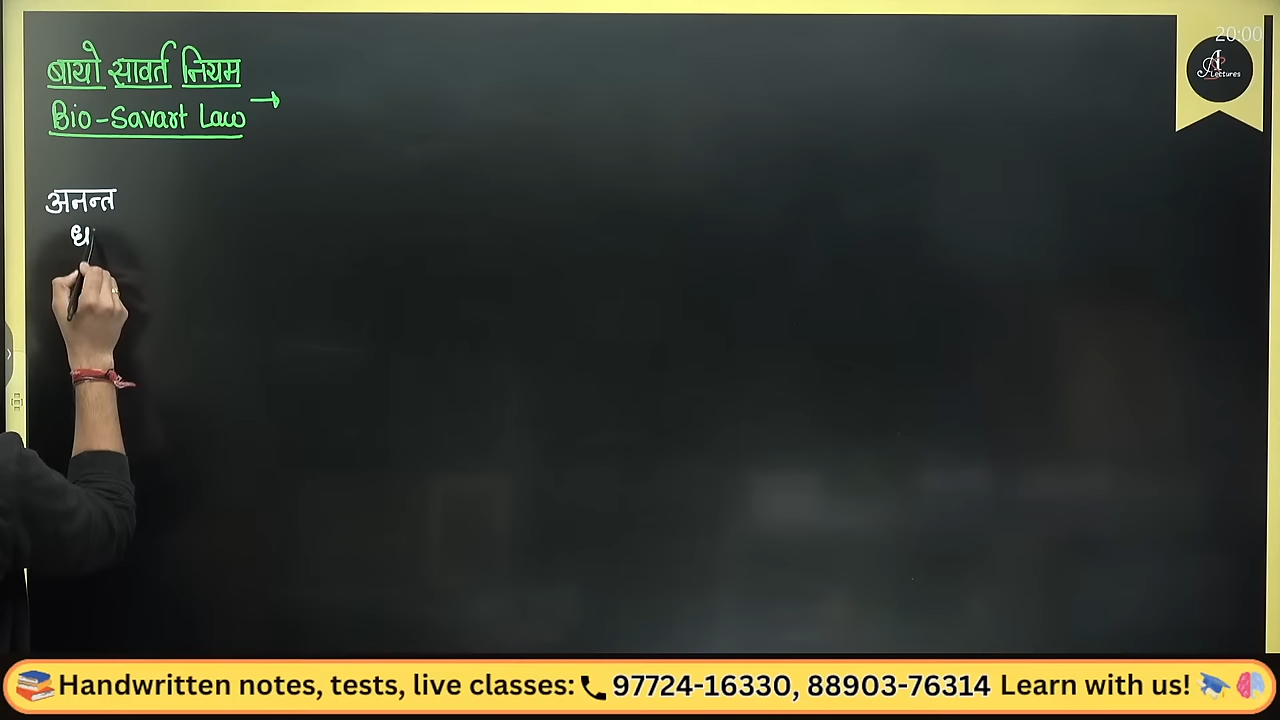 बायो सावर्त नियम
Bio-Savart Law →
अनन्त
ध
20:00
A Lectures
Handwritten notes, tests, live classes: 97724-16330, 88903-76314 Learn with us!